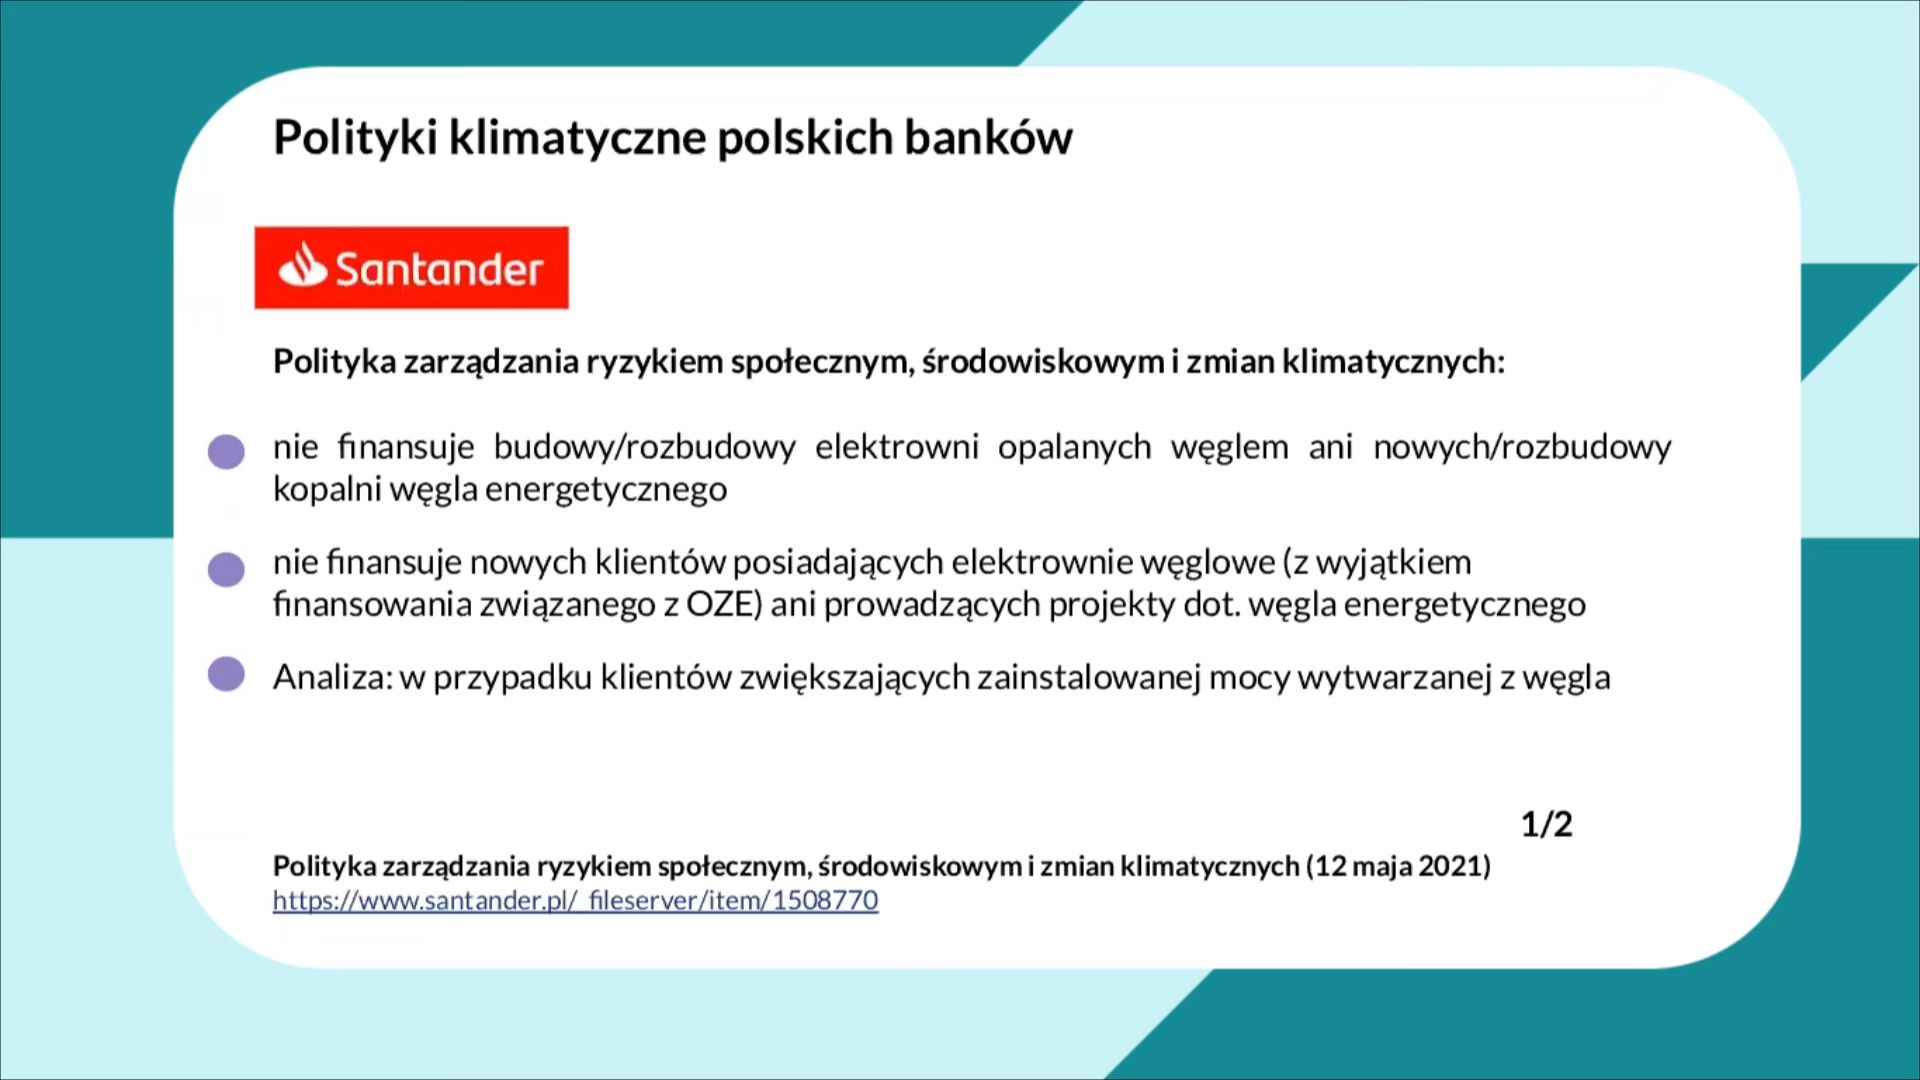 Polityki klimatyczne polskich banków
Santander
Polityka zarządzania ryzykiem społecznym, środowiskowym i zmian klimatycznych:
nie finansuje budowy/rozbudowy elektrowni opalanych węglem ani nowych/rozbudowy
kopalni węgla energetycznego
nie finansuje nowych klientów posiadających elektrownie węglowe (z wyjątkiem
finansowania związanego z OZE) ani prowadzących projekty dot. węgla energetycznego
Analiza: w przypadku klientów zwiększających zainstalowanej mocy wytwarzanej z węgla
1/2
Polityka zarządzania ryzykiem społecznym, środowiskowym i zmian klimatycznych (12 maja 2021)
https://www.santander.pl/_fileserver/item/1508770